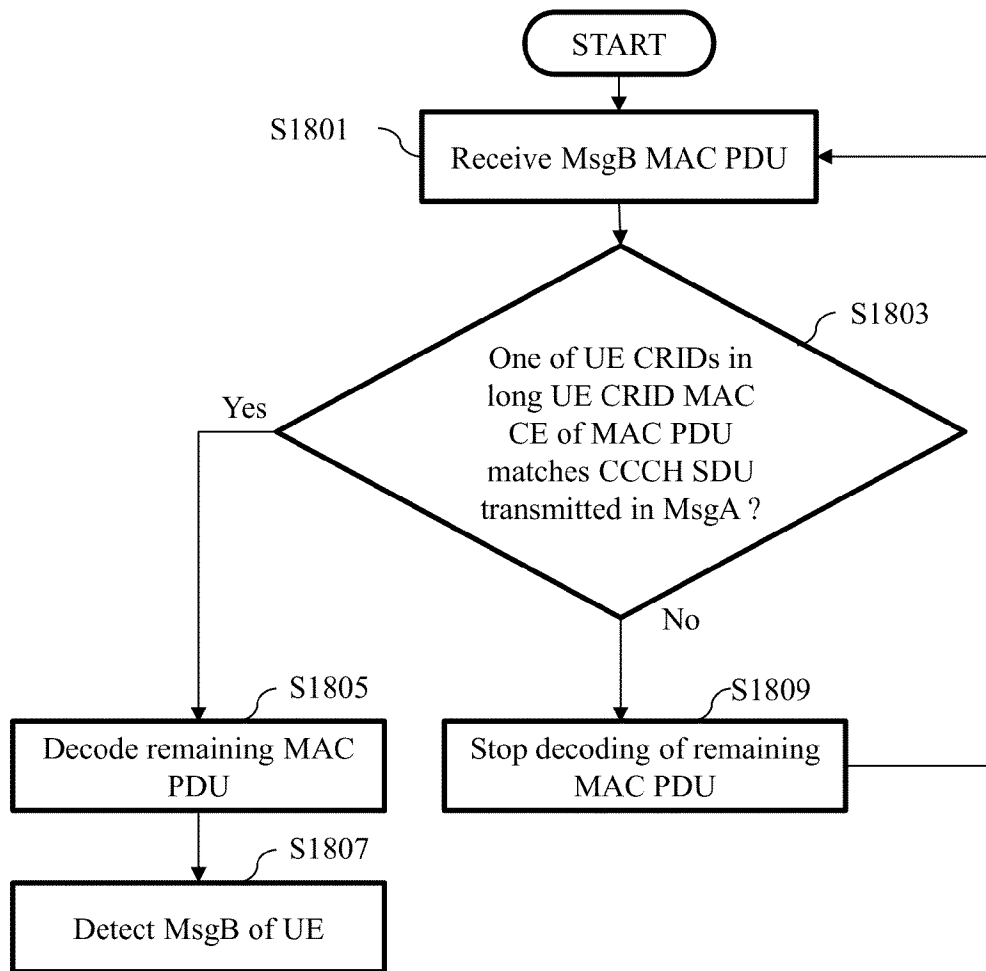 START
S1801
Receive MsgB MAC PDU
S1803
One of UE CRIDs in
long UE CRID MAC
CE of MAC PDU
matches CCCH SDU
transmitted in MsgA ?
Yes
No
S1805
Decode remaining MAC
PDU
S1809
Stop decoding of remaining
MAC PDU
S1807
Detect MsgB of UE